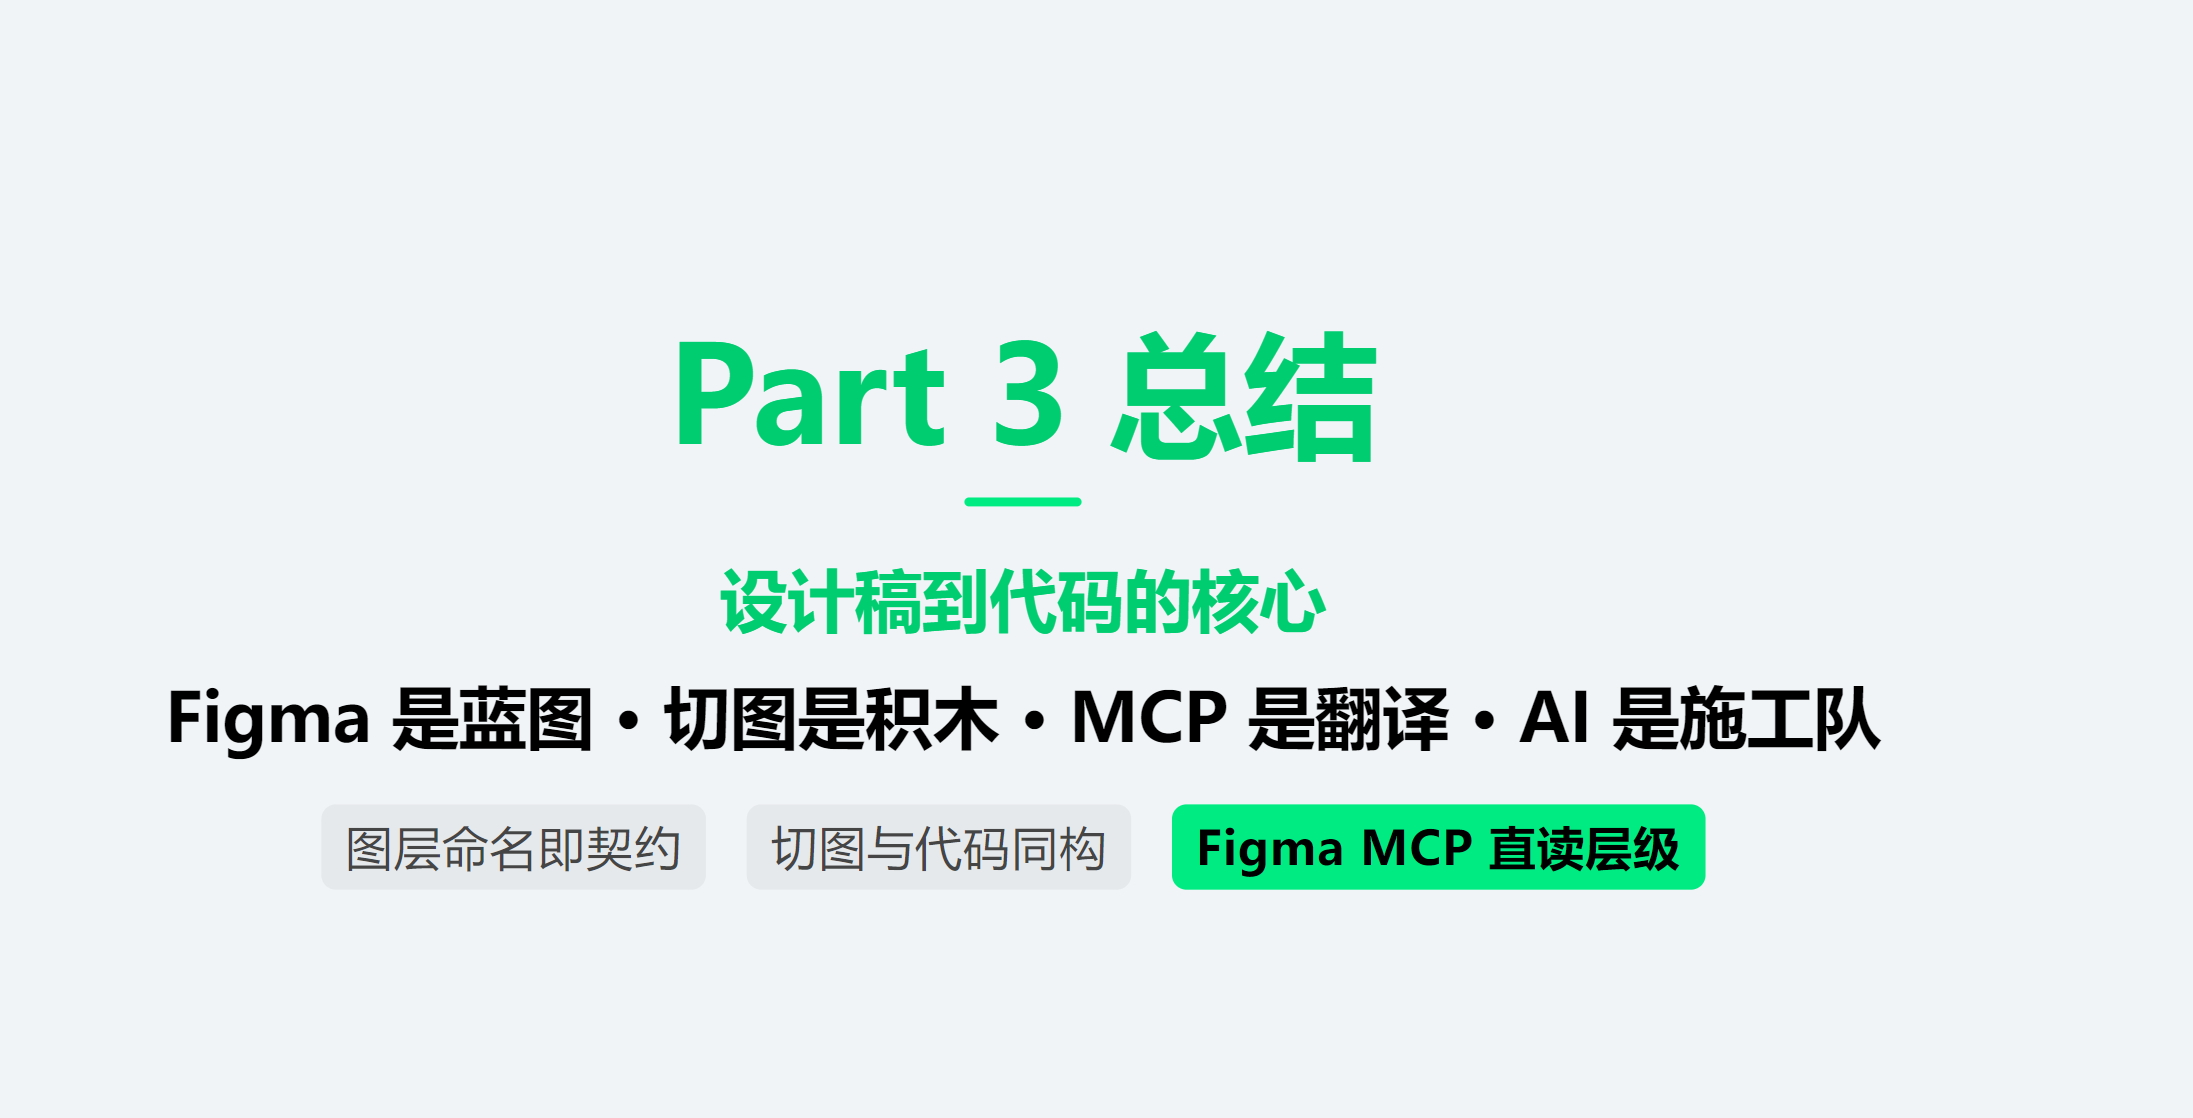 Part 3 总结
设计稿到代码的核心
Figma 是蓝图 · 切图是积木 · MCP 是翻译 · AI 是施工队
图层命名即契约 切图与代码同构 Figma MCP 直读层级